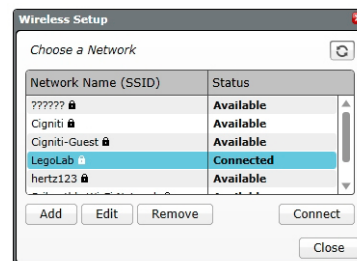 Wireless Setup
Choose a Network
Network Name (SSID) Status
?????? Available
Cigniti Available
Cigniti-Guest Available
LegoLab Connected
hertz123 Available
Add Edit Remove Connect
Close